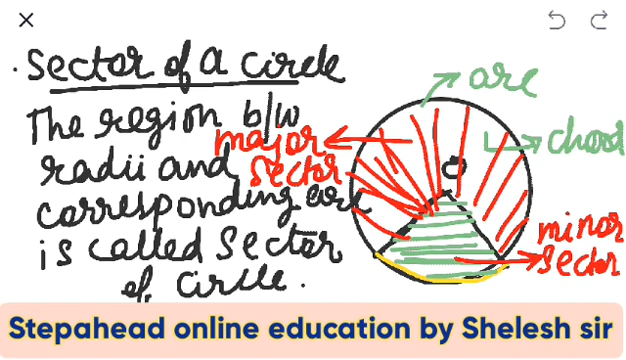 . Sector of a circle
The region b/w
radii and
corresponding arc
is called sector
of circle.
arc
chord
major
sector
minor
sector
Stepahead online education by Shelesh sir